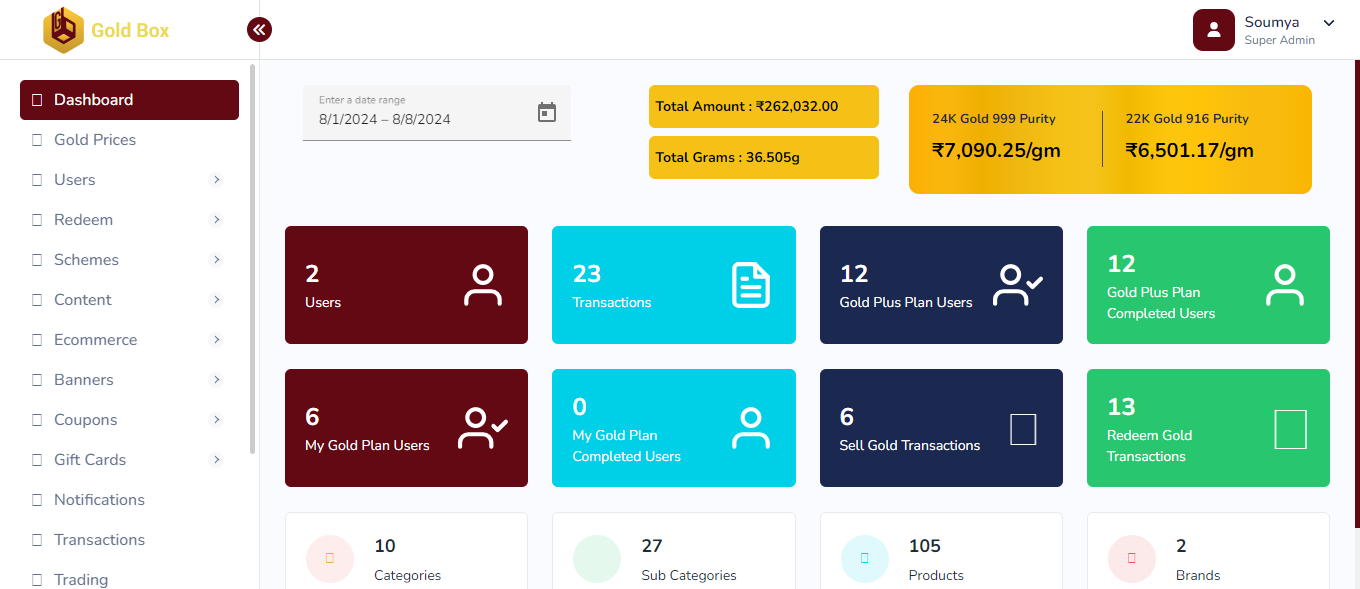 Gold Box
Soumya
Super Admin
Dashboard
Gold Prices
Users
Redeem
Schemes
Content
Ecommerce
Banners
Coupons
Gift Cards
Notifications
Transactions
Trading
Enter a date range
8/1/2024 – 8/8/2024
Total Amount : ₹262,032.00
Total Grams : 36.505g
24K Gold 999 Purity
₹7,090.25/gm
22K Gold 916 Purity
₹6,501.17/gm
2
Users
23
Transactions
12
Gold Plus Plan Users
12
Gold Plus Plan
Completed Users
6
My Gold Plan Users
0
My Gold Plan
Completed Users
6
Sell Gold Transactions
13
Redeem Gold
Transactions
10
Categories
27
Sub Categories
105
Products
2
Brands